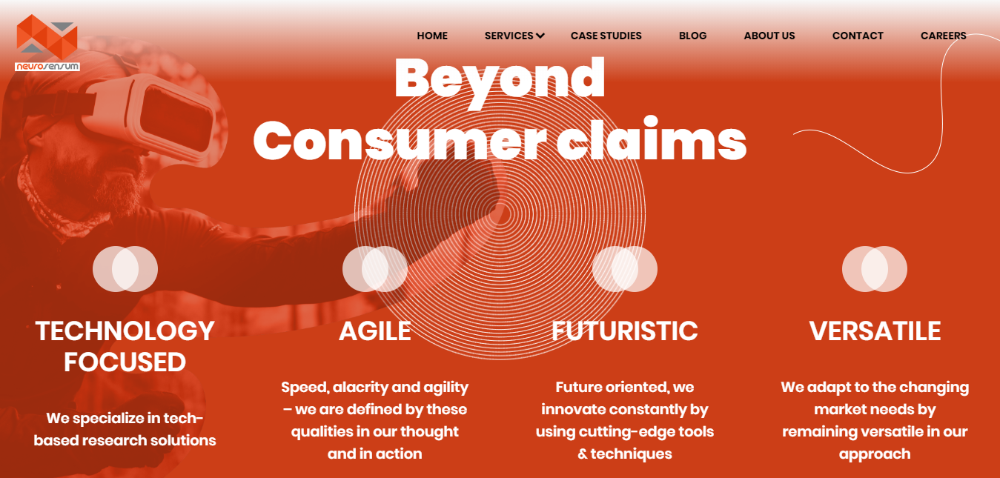 neurosensum
HOME SERVICES CASE STUDIES BLOG ABOUT US CONTACT CAREERS
Beyond
Consumer claims
TECHNOLOGY
FOCUSED
We specialize in tech-
based research solutions
AGILE
Speed, alacrity and agility
– we are defined by these
qualities in our thought
and in action
FUTURISTIC
Future oriented, we
innovate constantly by
using cutting-edge tools
& techniques
VERSATILE
We adapt to the changing
market needs by
remaining versatile in our
approach